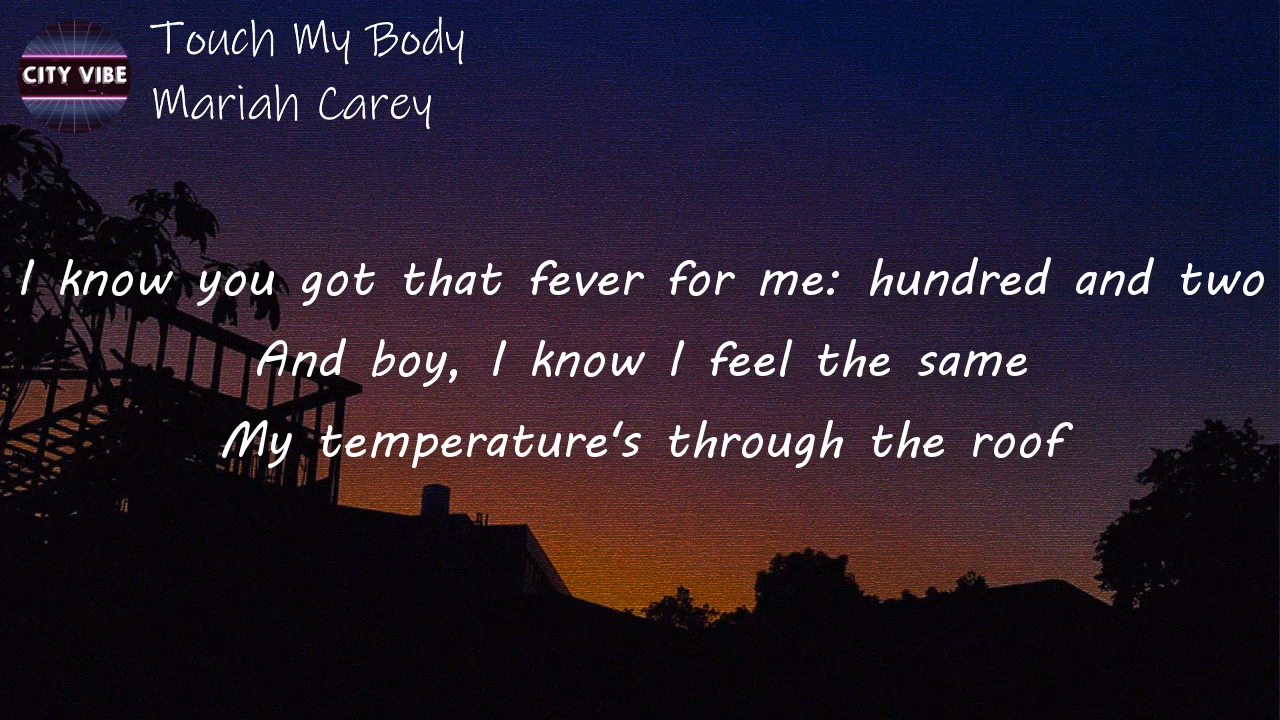 CITY VIBE
Touch My Body
Mariah Carey
I know you got that fever for me: hundred and two
And boy, I know I feel the same
My temperature's through the roof